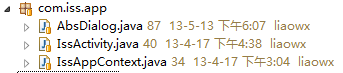 com.iss.app
AbsDialog.java 87 13-5-13 下午6:07 liaowx
IssActivity.java 40 13-4-17 下午4:38 liaowx
IssAppContext.java 34 13-4-17 下午3:04 liaowx